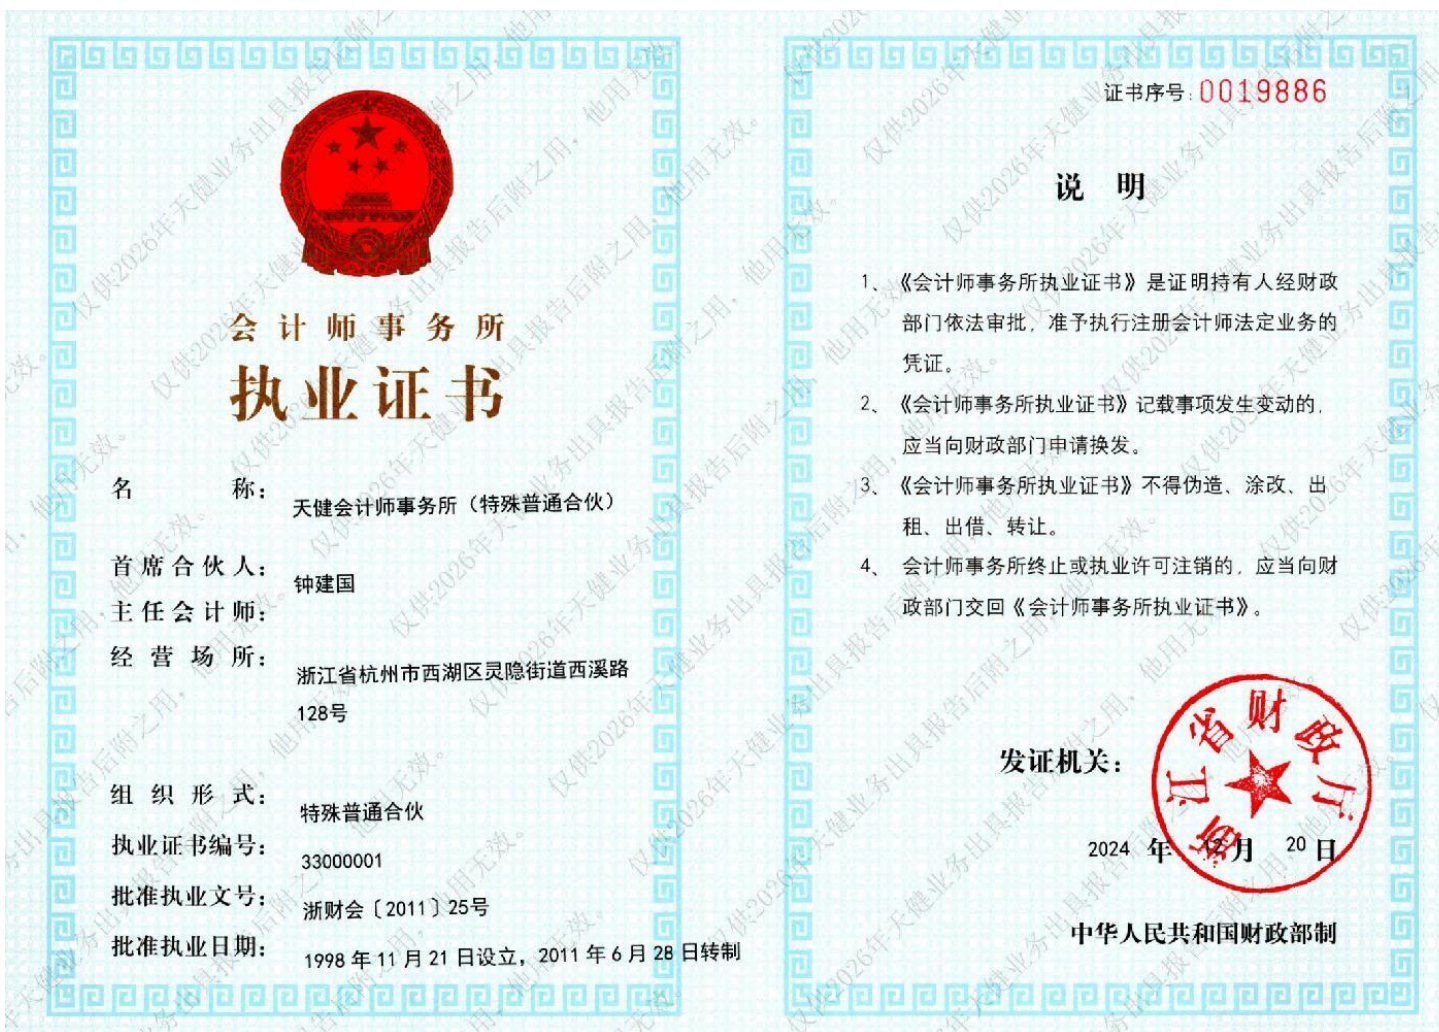 会计师事务所
执业证书
名 称：
天健会计师事务所（特殊普通合伙）
首席合伙人：
钟建国
主任会计师：
经营场所：
浙江省杭州市西湖区灵隐街道西溪路
128号
组织形式：
特殊普通合伙
执业证书编号：
33000001
批准执业文号：
浙财会〔2011〕25号
批准执业日期：
1998 年 11 月 21 日设立，2011 年 6 月 28 日转制
证书序号：0019886
说 明
1、《会计师事务所执业证书》是证明持有人经财政
部门依法审批，准予执行注册会计师法定业务的
凭证。
2、《会计师事务所执业证书》记载事项发生变动的，
应当向财政部门申请换发。
3、《会计师事务所执业证书》不得伪造、涂改、出
租、出借、转让。
4、会计师事务所终止或执业许可注销的，应当向财
政部门交回《会计师事务所执业证书》。
发证机关：
浙江省财政厅
2024 年 12 月 20 日
中华人民共和国财政部制
仅供2026年天健业务出具报告后附之用，他用无效。